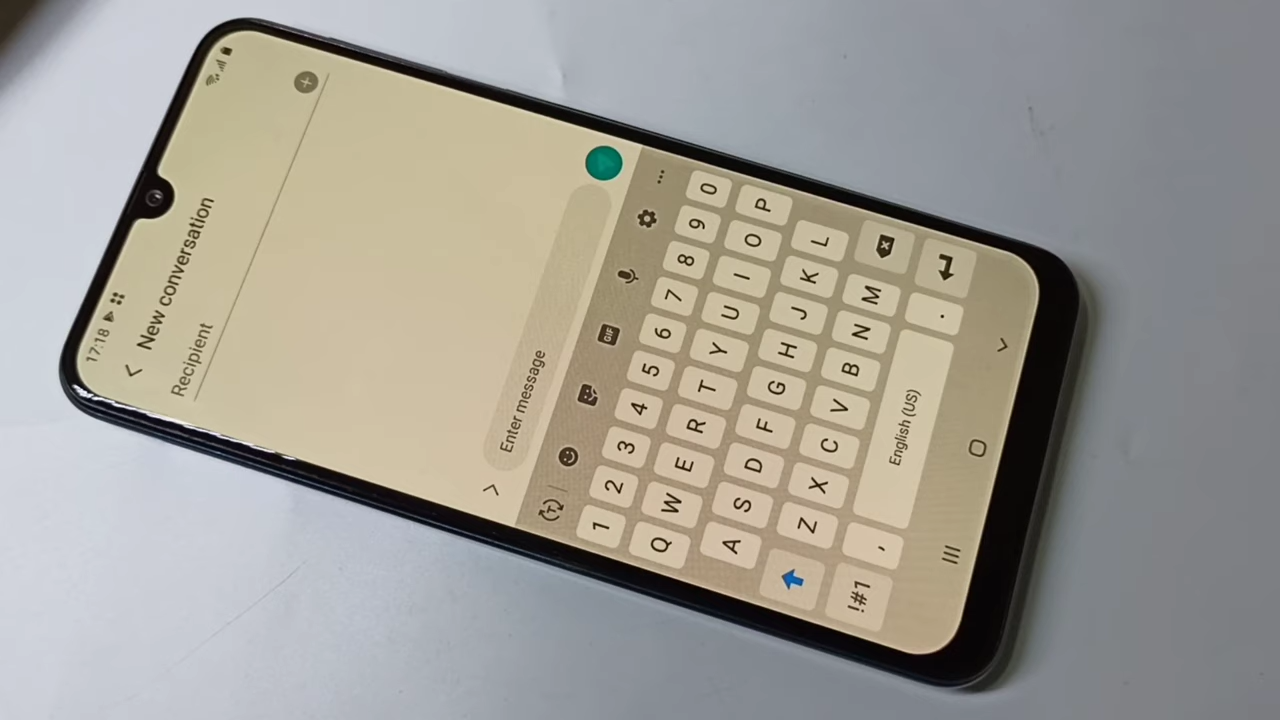 17:18
New conversation
Recipient
Enter message
GIF
1 2 3 4 5 6 7 8 9 0
Q W E R T Y U I O P
A S D F G H J K L
Z X C V B N M
!#1 , English (US) .